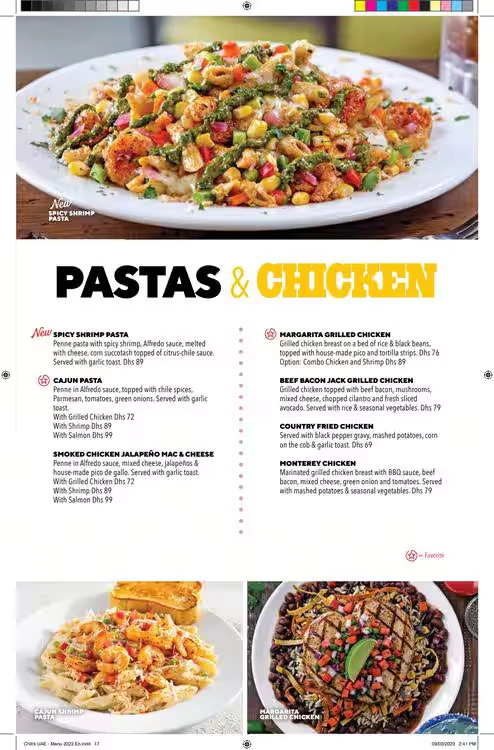 New
SPICY SHRIMP
PASTA
PASTAS & CHICKEN
New SPICY SHRIMP PASTA
Penne pasta with spicy shrimp, Alfredo sauce, melted
with cheese, corn succotash topped of citrus-chile sauce.
Served with garlic toast. Dhs 89
CAJUN PASTA
Penne in Alfredo sauce, topped with chile spices,
Parmesan, tomatoes, green onions. Served with garlic
toast.
With Grilled Chicken Dhs 72
With Shrimp Dhs 89
With Salmon Dhs 99
SMOKED CHICKEN JALAPEÑO MAC & CHEESE
Penne in Alfredo sauce, mixed cheese, jalapeños &
house-made pico de gallo. Served with garlic toast.
With Grilled Chicken Dhs 72
With Shrimp Dhs 89
With Salmon Dhs 99
MARGARITA GRILLED CHICKEN
Grilled chicken breast on a bed of rice & black beans,
topped with house-made pico and tortilla strips. Dhs 76
Option: Combo Chicken and Shrimp Dhs 89
BEEF BACON JACK GRILLED CHICKEN
Grilled chicken topped with beef bacon, mushrooms,
mixed cheese, chopped cilantro and fresh sliced
avocado. Served with rice & seasonal vegetables. Dhs 79
COUNTRY FRIED CHICKEN
Served with black pepper gravy, mashed potatoes, corn
on the cob & garlic toast. Dhs 69
MONTEREY CHICKEN
Marinated grilled chicken breast with BBQ sauce, beef
bacon, mixed cheese, green onion and tomatoes. Served
with mashed potatoes & seasonal vegetables. Dhs 79
= Favorite
CAJUN SHRIMP
PASTA
MARGARITA
GRILLED CHICKEN
Chili's UAE - Menu 2023 En.indd 17
2:41 PM